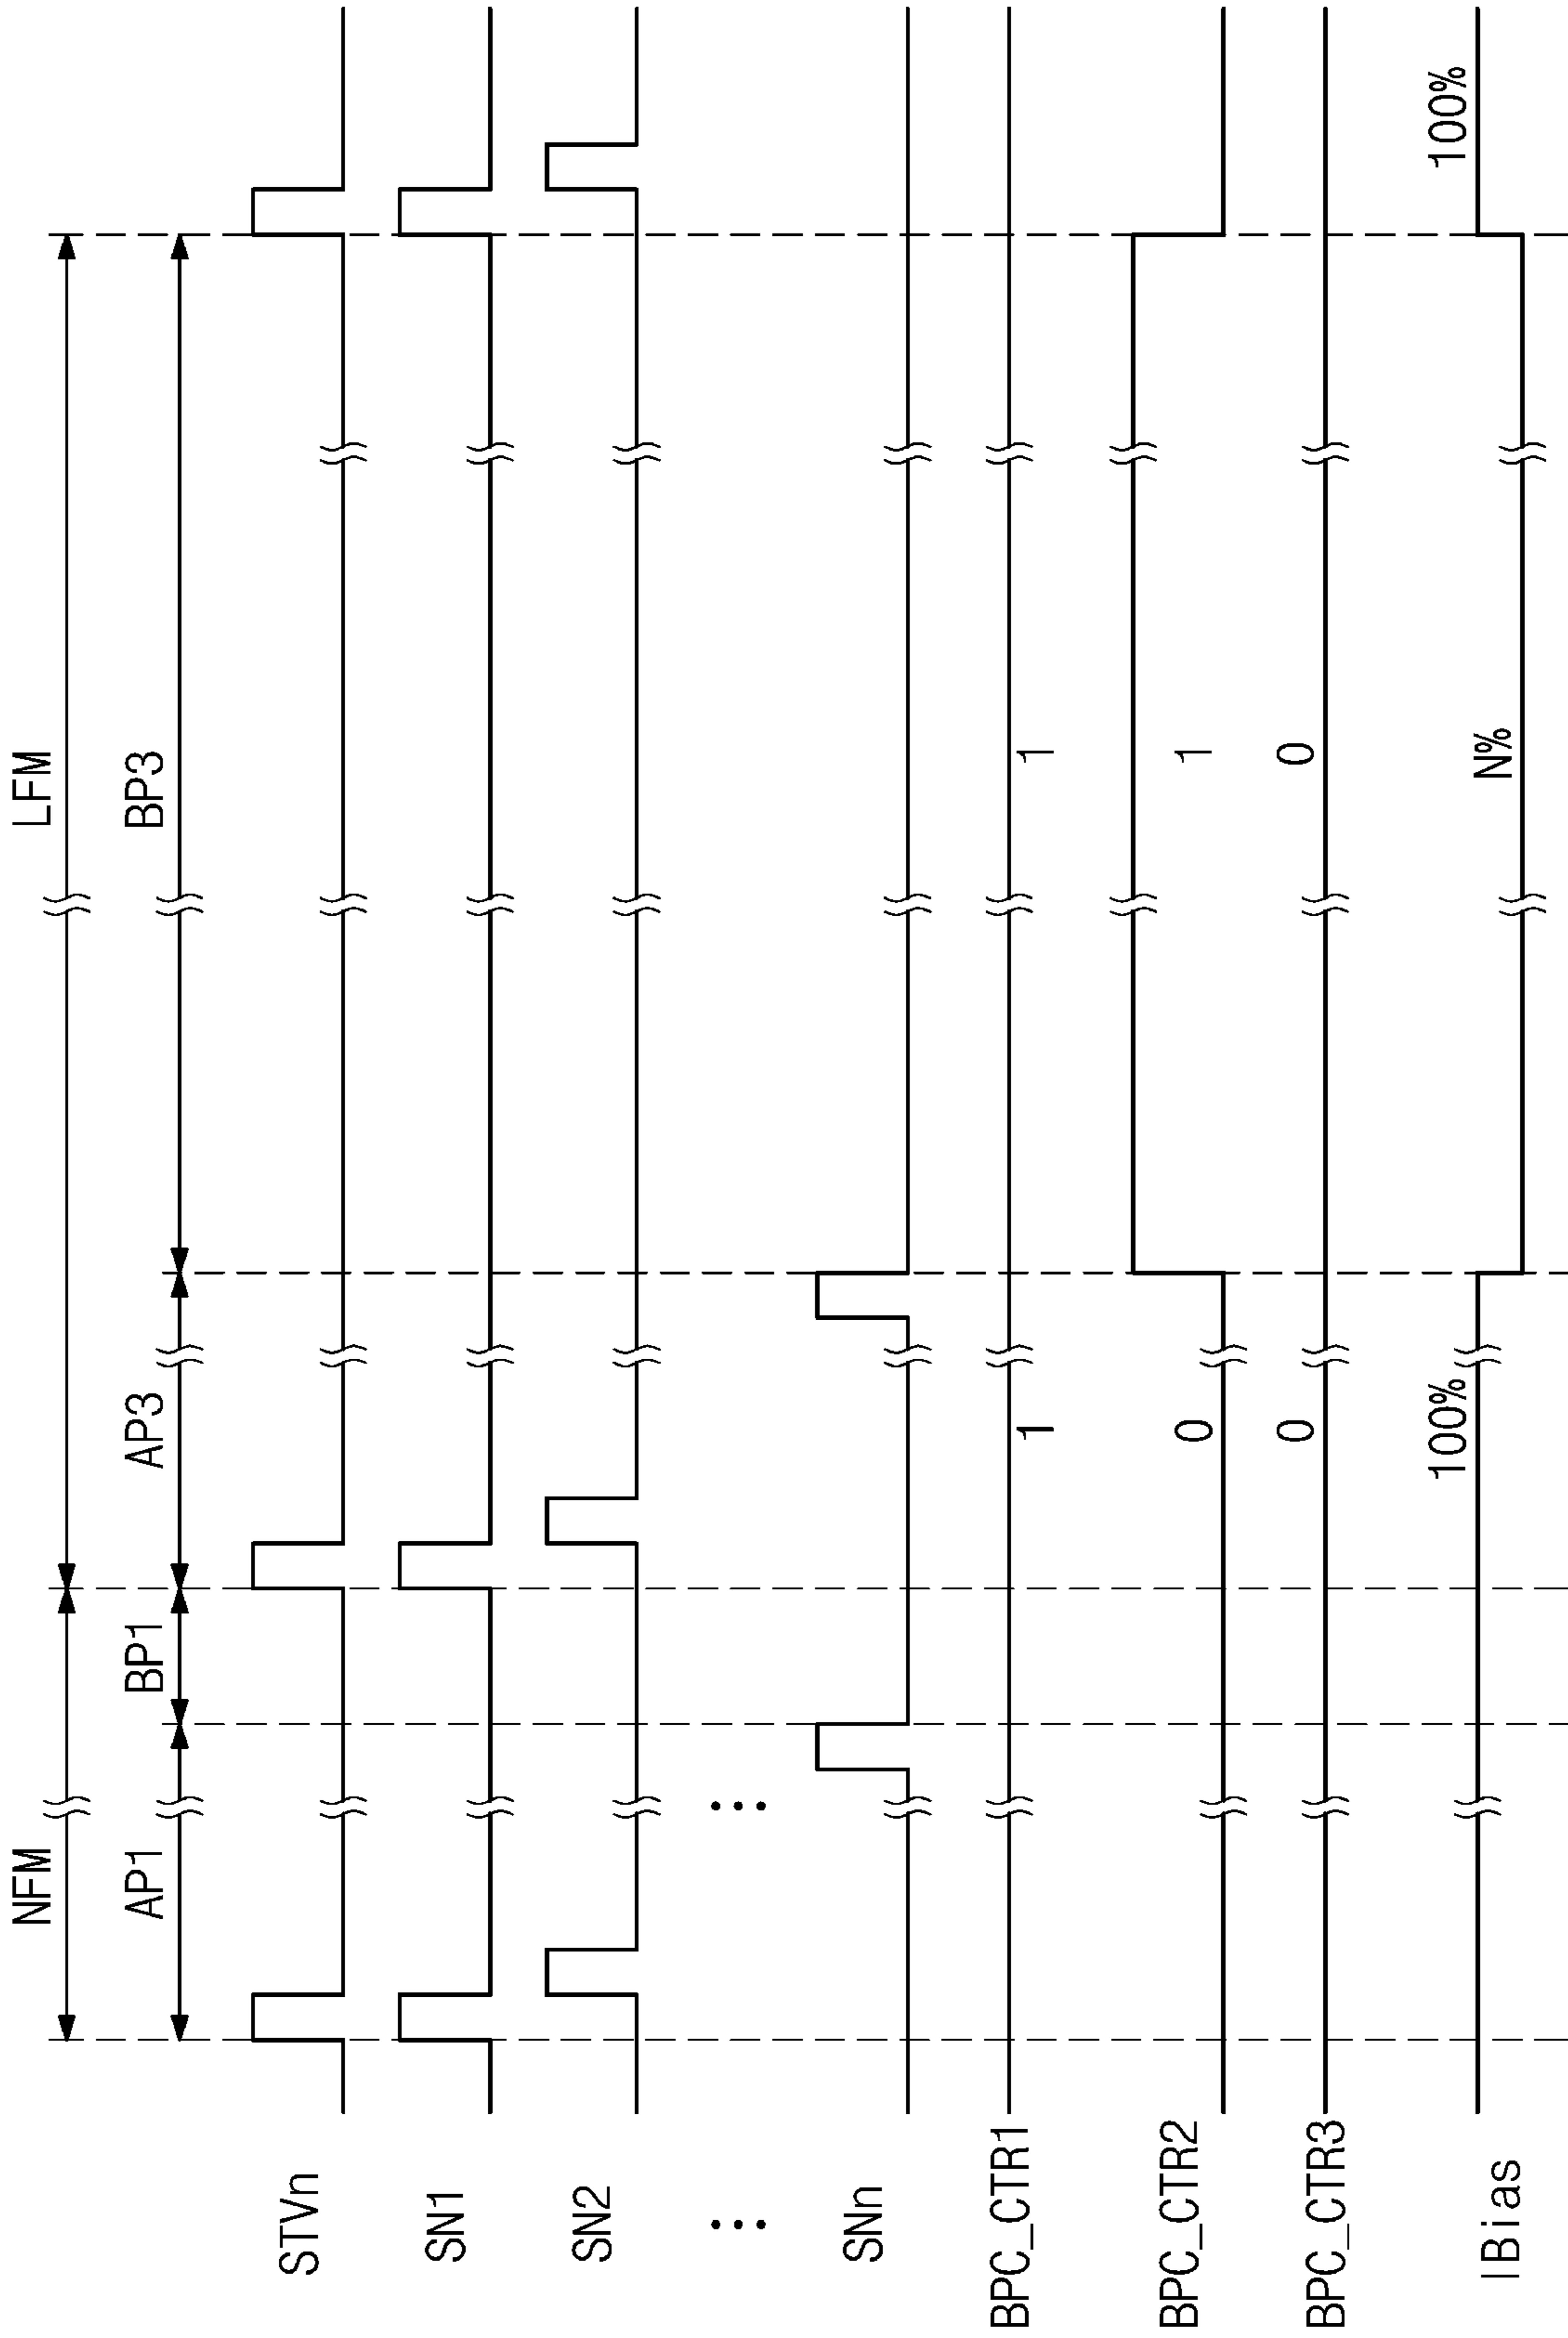 NFM LFM
AP1 BP1 AP3 BP3
STVn
SN1
SN2
⋮ ⋮
SNn
BPC_CTR1 1 1
BPC_CTR2 0 1
BPC_CTR3 0 0
IBias 100% N% 100%